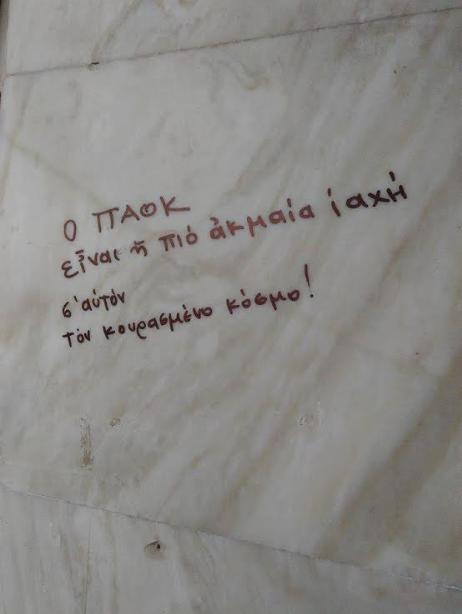 Ο ΠΑΟΚ
εἶναι ἡ πιό ἀκμαία ἰαχή
σ'αὐτόν
τόν κουρασμένο κόσμο!